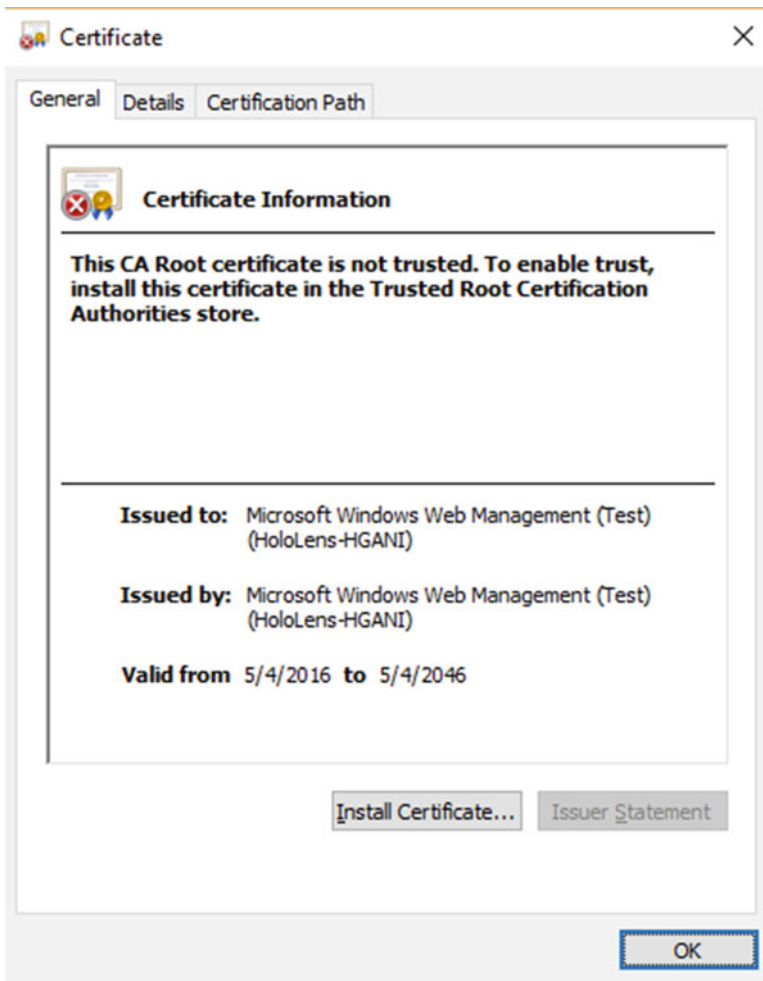 Certificate
General Details Certification Path
Certificate Information
This CA Root certificate is not trusted. To enable trust,
install this certificate in the Trusted Root Certification
Authorities store.
Issued to: Microsoft Windows Web Management (Test)
(HoloLens-HGANI)
Issued by: Microsoft Windows Web Management (Test)
(HoloLens-HGANI)
Valid from 5/4/2016 to 5/4/2046
Install Certificate... Issuer Statement
OK